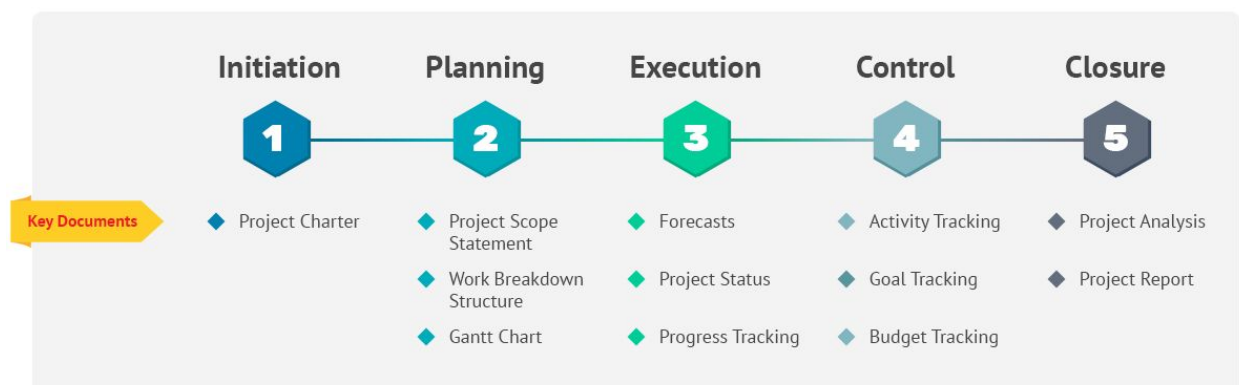 Initiation
Planning
Execution
Control
Closure
1
2
3
4
5
Key Documents
Project Charter
Project Scope
Statement
Work Breakdown
Structure
Gantt Chart
Forecasts
Project Status
Progress Tracking
Activity Tracking
Goal Tracking
Budget Tracking
Project Analysis
Project Report